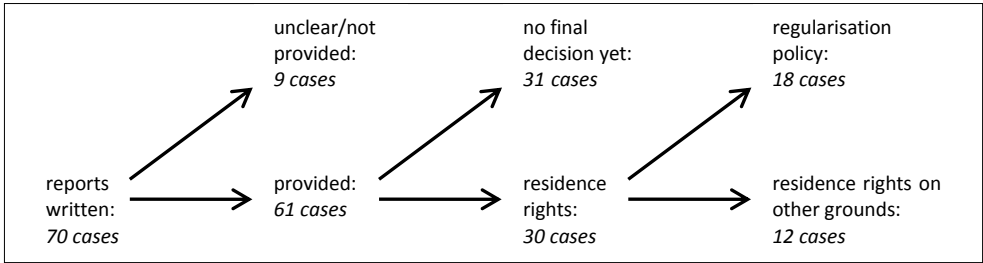 unclear/not
provided:
9 cases
no final
decision yet:
31 cases
regularisation
policy:
18 cases
reports
written:
70 cases
provided:
61 cases
residence
rights:
30 cases
residence rights on
other grounds:
12 cases